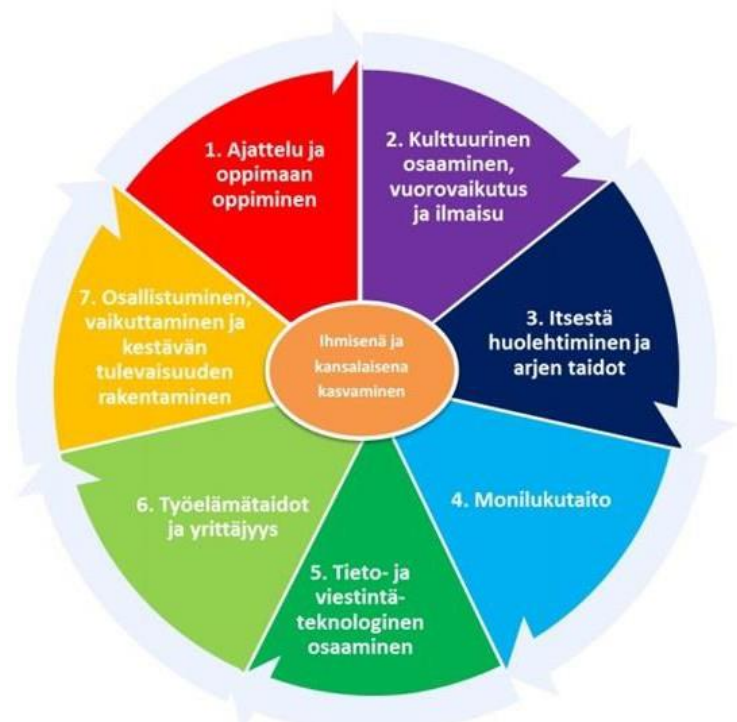 1. Ajattelu ja
oppimaan
oppiminen
2. Kulttuurinen
osaaminen,
vuorovaikutus
ja ilmaisu
3. Itsestä
huolehtiminen ja
arjen taidot
4. Monilukutaito
5. Tieto- ja
viestintä-
teknologinen
osaaminen
6. Työelämätaidot
ja yrittäjyys
7. Osallistuminen,
vaikuttaminen ja
kestävän
tulevaisuuden
rakentaminen
Ihmisenä ja
kansalaisena
kasvaminen